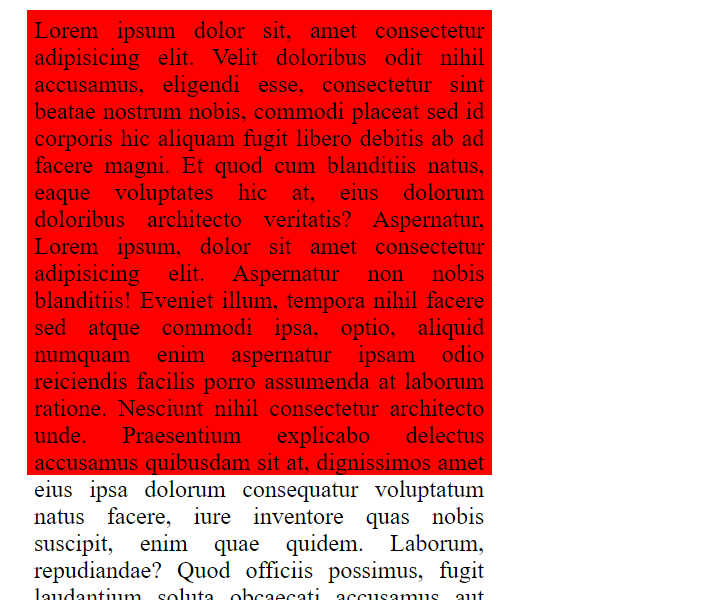 Lorem ipsum dolor sit, amet consectetur
adipisicing elit. Velit doloribus odit nihil
accusamus, eligendi esse, consectetur sint
beatae nostrum nobis, commodi placeat sed id
corporis hic aliquam fugit libero debitis ab ad
facere magni. Et quod cum blanditiis natus,
eaque voluptates hic at, eius dolorum
doloribus architecto veritatis? Aspernatur,
Lorem ipsum, dolor sit amet consectetur
adipisicing elit. Aspernatur non nobis
blanditiis! Eveniet illum, tempora nihil facere
sed atque commodi ipsa, optio, aliquid
numquam enim aspernatur ipsam odio
reiciendis facilis porro assumenda at laborum
ratione. Nesciunt nihil consectetur architecto
unde. Praesentium explicabo delectus
accusamus quibusdam sit at, dignissimos amet
eius ipsa dolorum consequatur voluptatum
natus facere, iure inventore quas nobis
suscipit, enim quae quidem. Laborum,
repudiandae? Quod officiis possimus, fugit
laudantium soluta obcaecati accusamus aut